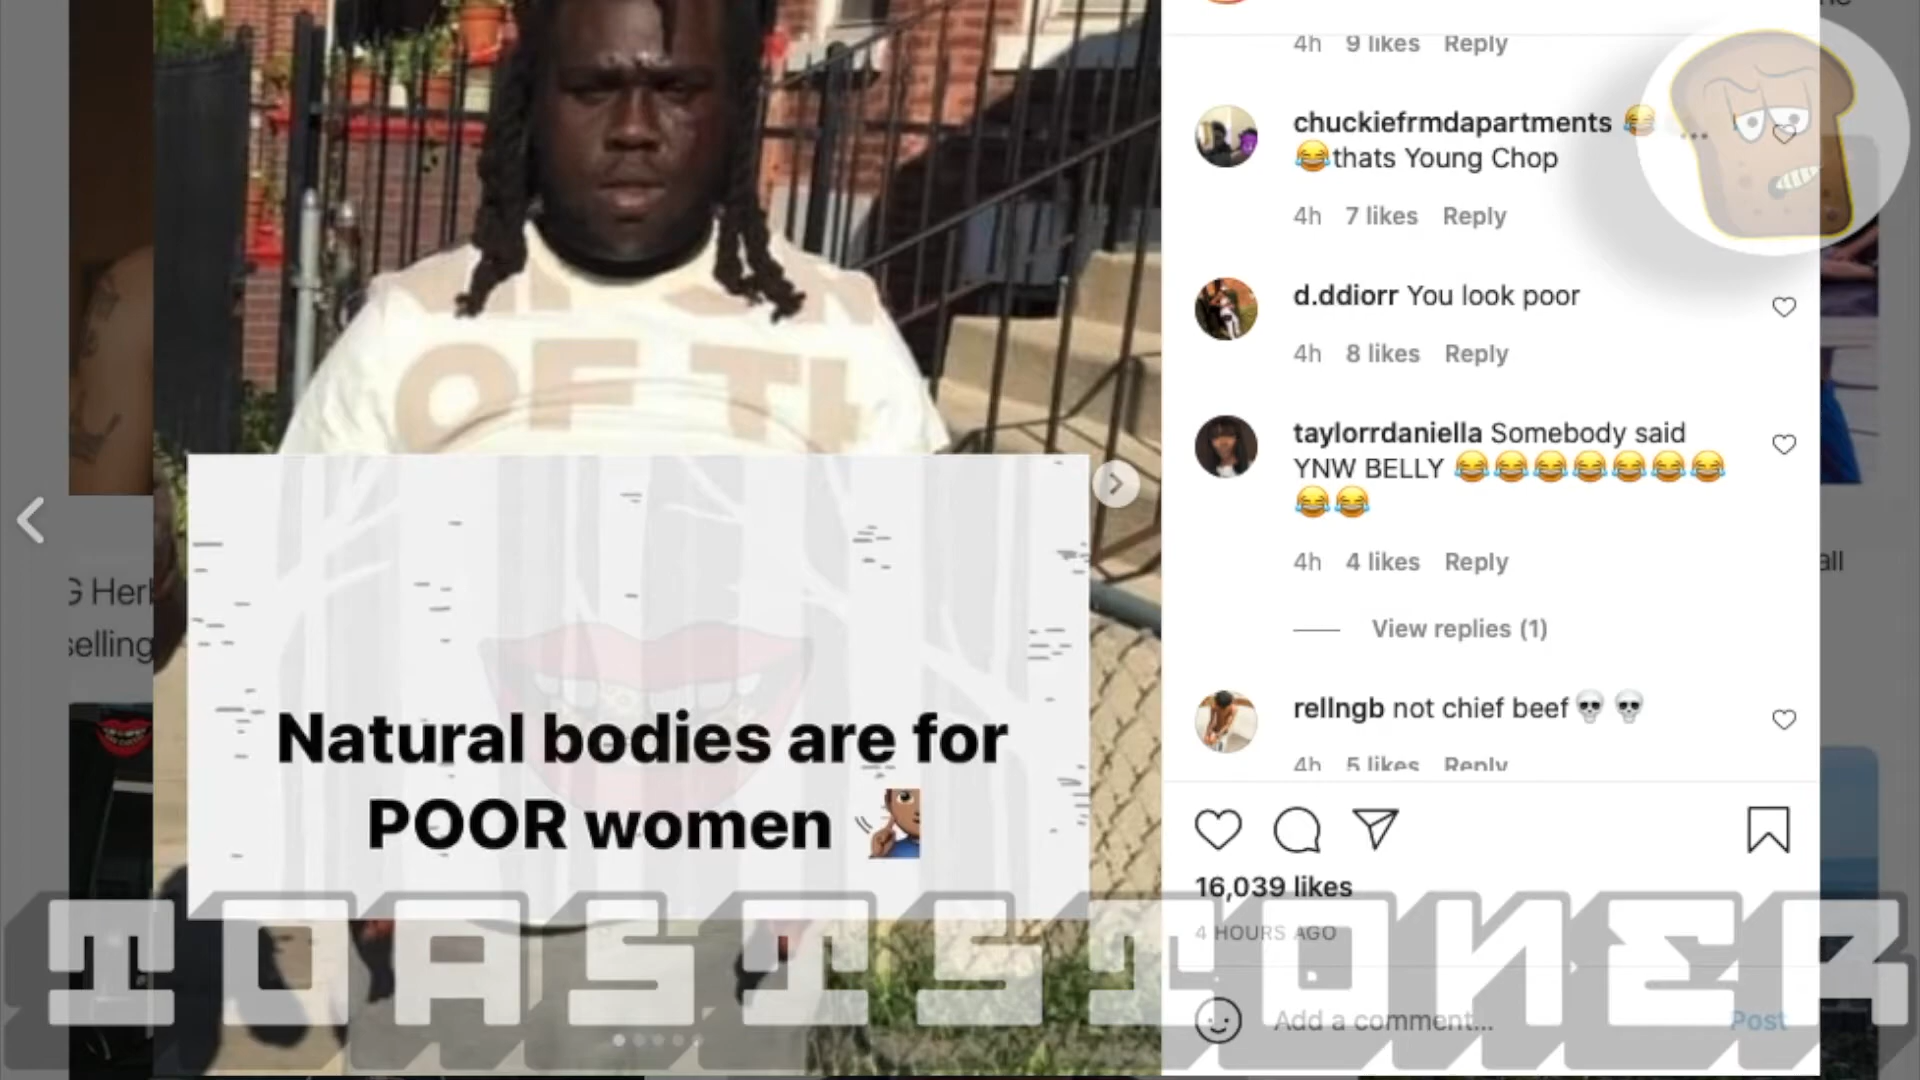 OF TH
G Her
selling
Natural bodies are for
POOR women
4h 9 likes Reply
chuckiefrmdapartments 😂
😂thats Young Chop
4h 7 likes Reply
d.ddiorr You look poor
4h 8 likes Reply
taylorrdaniella Somebody said
YNW BELLY 😂😂😂😂😂😂😂
😂😂
4h 4 likes Reply
View replies (1)
rellngb not chief beef💀💀
4h 5 likes Reply
16,039 likes
4 HOURS AGO
Add a comment... Post
all
TOASTSTONER